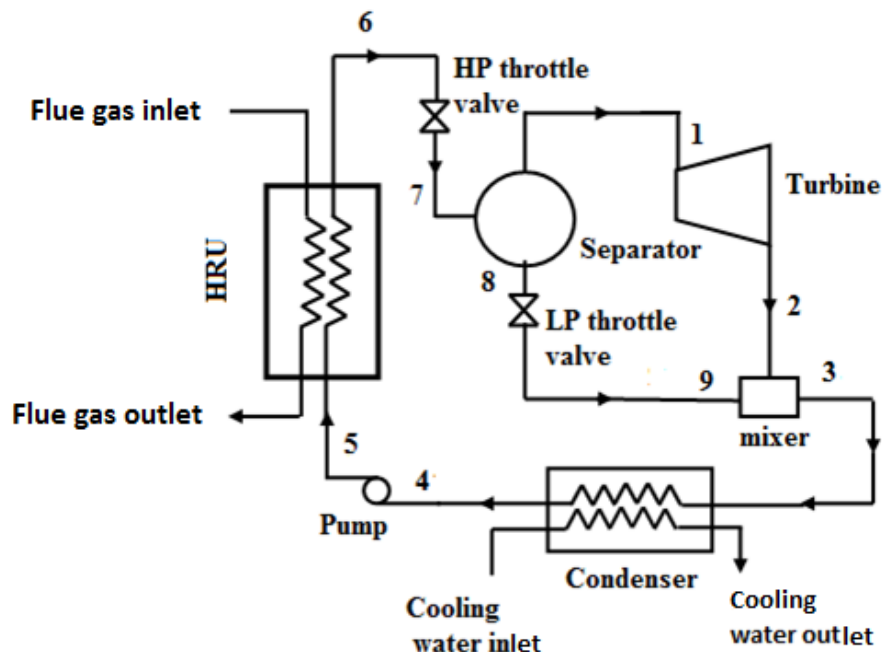 6
HP throttle
valve
Flue gas inlet
1
Turbine
7
Separator
HRU
8
LP throttle
valve
2
9
3
mixer
Flue gas outlet
5
4
Pump
Condenser
Cooling
water inlet
Cooling
water outlet